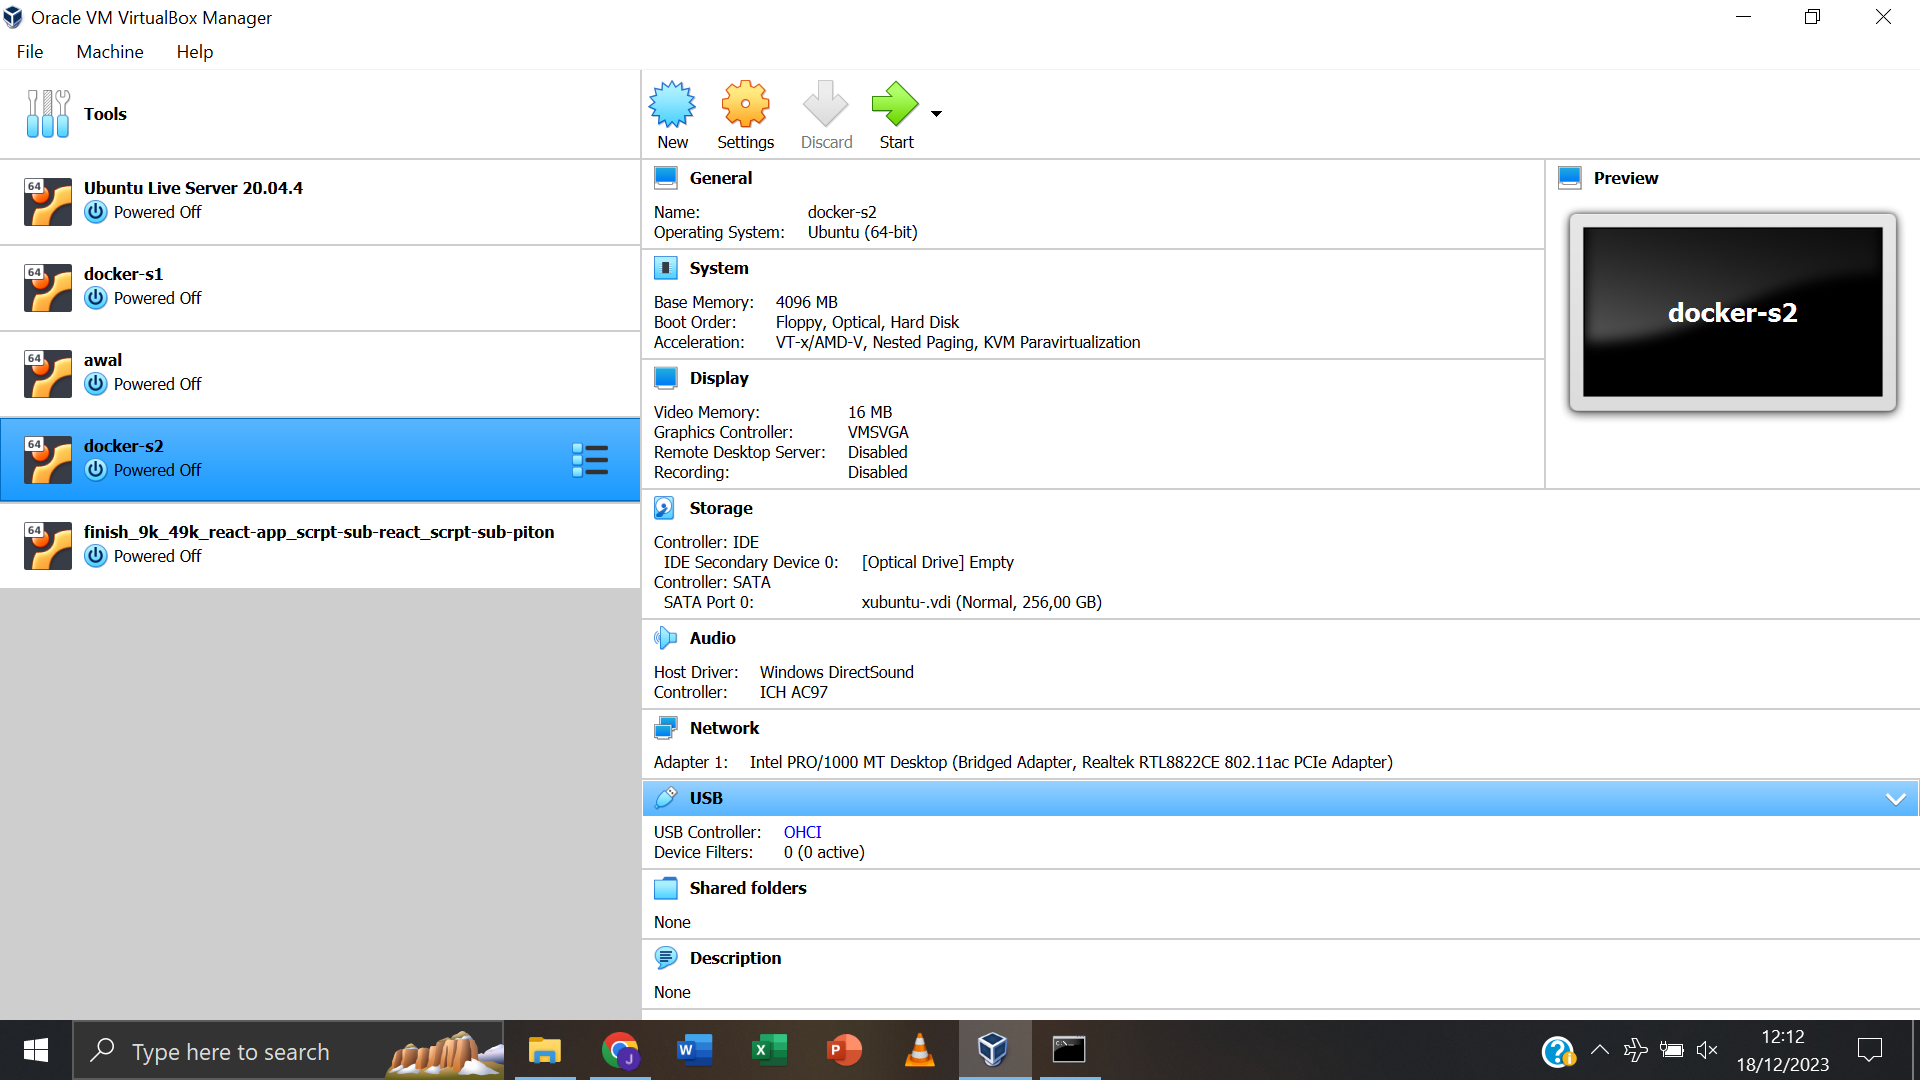 Oracle VM VirtualBox Manager
File Machine Help
Tools
New Settings Discard Start
64 Ubuntu Live Server 20.04.4
Powered Off
64 docker-s1
Powered Off
64 awal
Powered Off
64 docker-s2
Powered Off
64 finish_9k_49k_react-app_scrpt-sub-react_scrpt-sub-piton
Powered Off
General
Name: docker-s2
Operating System: Ubuntu (64-bit)
System
Base Memory: 4096 MB
Boot Order: Floppy, Optical, Hard Disk
Acceleration: VT-x/AMD-V, Nested Paging, KVM Paravirtualization
Display
Video Memory: 16 MB
Graphics Controller: VMSVGA
Remote Desktop Server: Disabled
Recording: Disabled
Preview
docker-s2
Storage
Controller: IDE
IDE Secondary Device 0: [Optical Drive] Empty
Controller: SATA
SATA Port 0: xubuntu-.vdi (Normal, 256,00 GB)
Audio
Host Driver: Windows DirectSound
Controller: ICH AC97
Network
Adapter 1: Intel PRO/1000 MT Desktop (Bridged Adapter, Realtek RTL8822CE 802.11ac PCIe Adapter)
USB
USB Controller: OHCI
Device Filters: 0 (0 active)
Shared folders
None
Description
None
Type here to search
J
W
X
P
C:\
12:12
18/12/2023